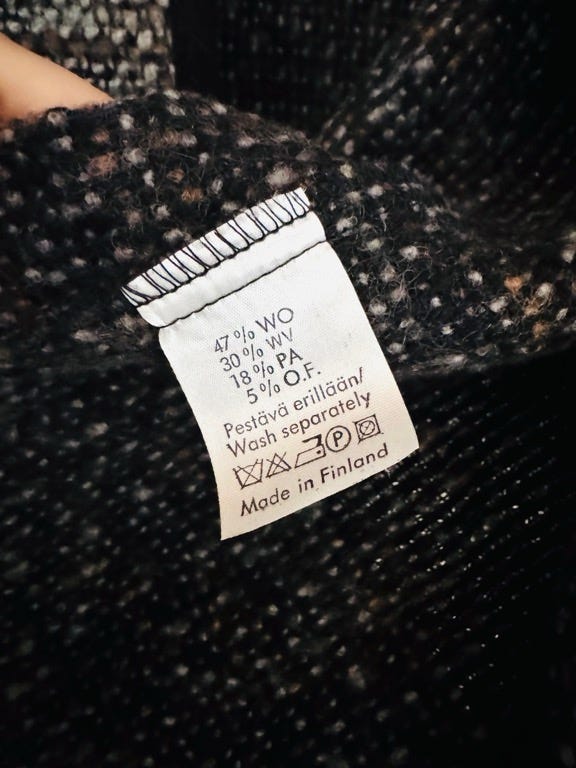 47% WO
30% WV
18% PA
5% O.F.
Pestävä erillään/
Wash separately
P
Made in Finland